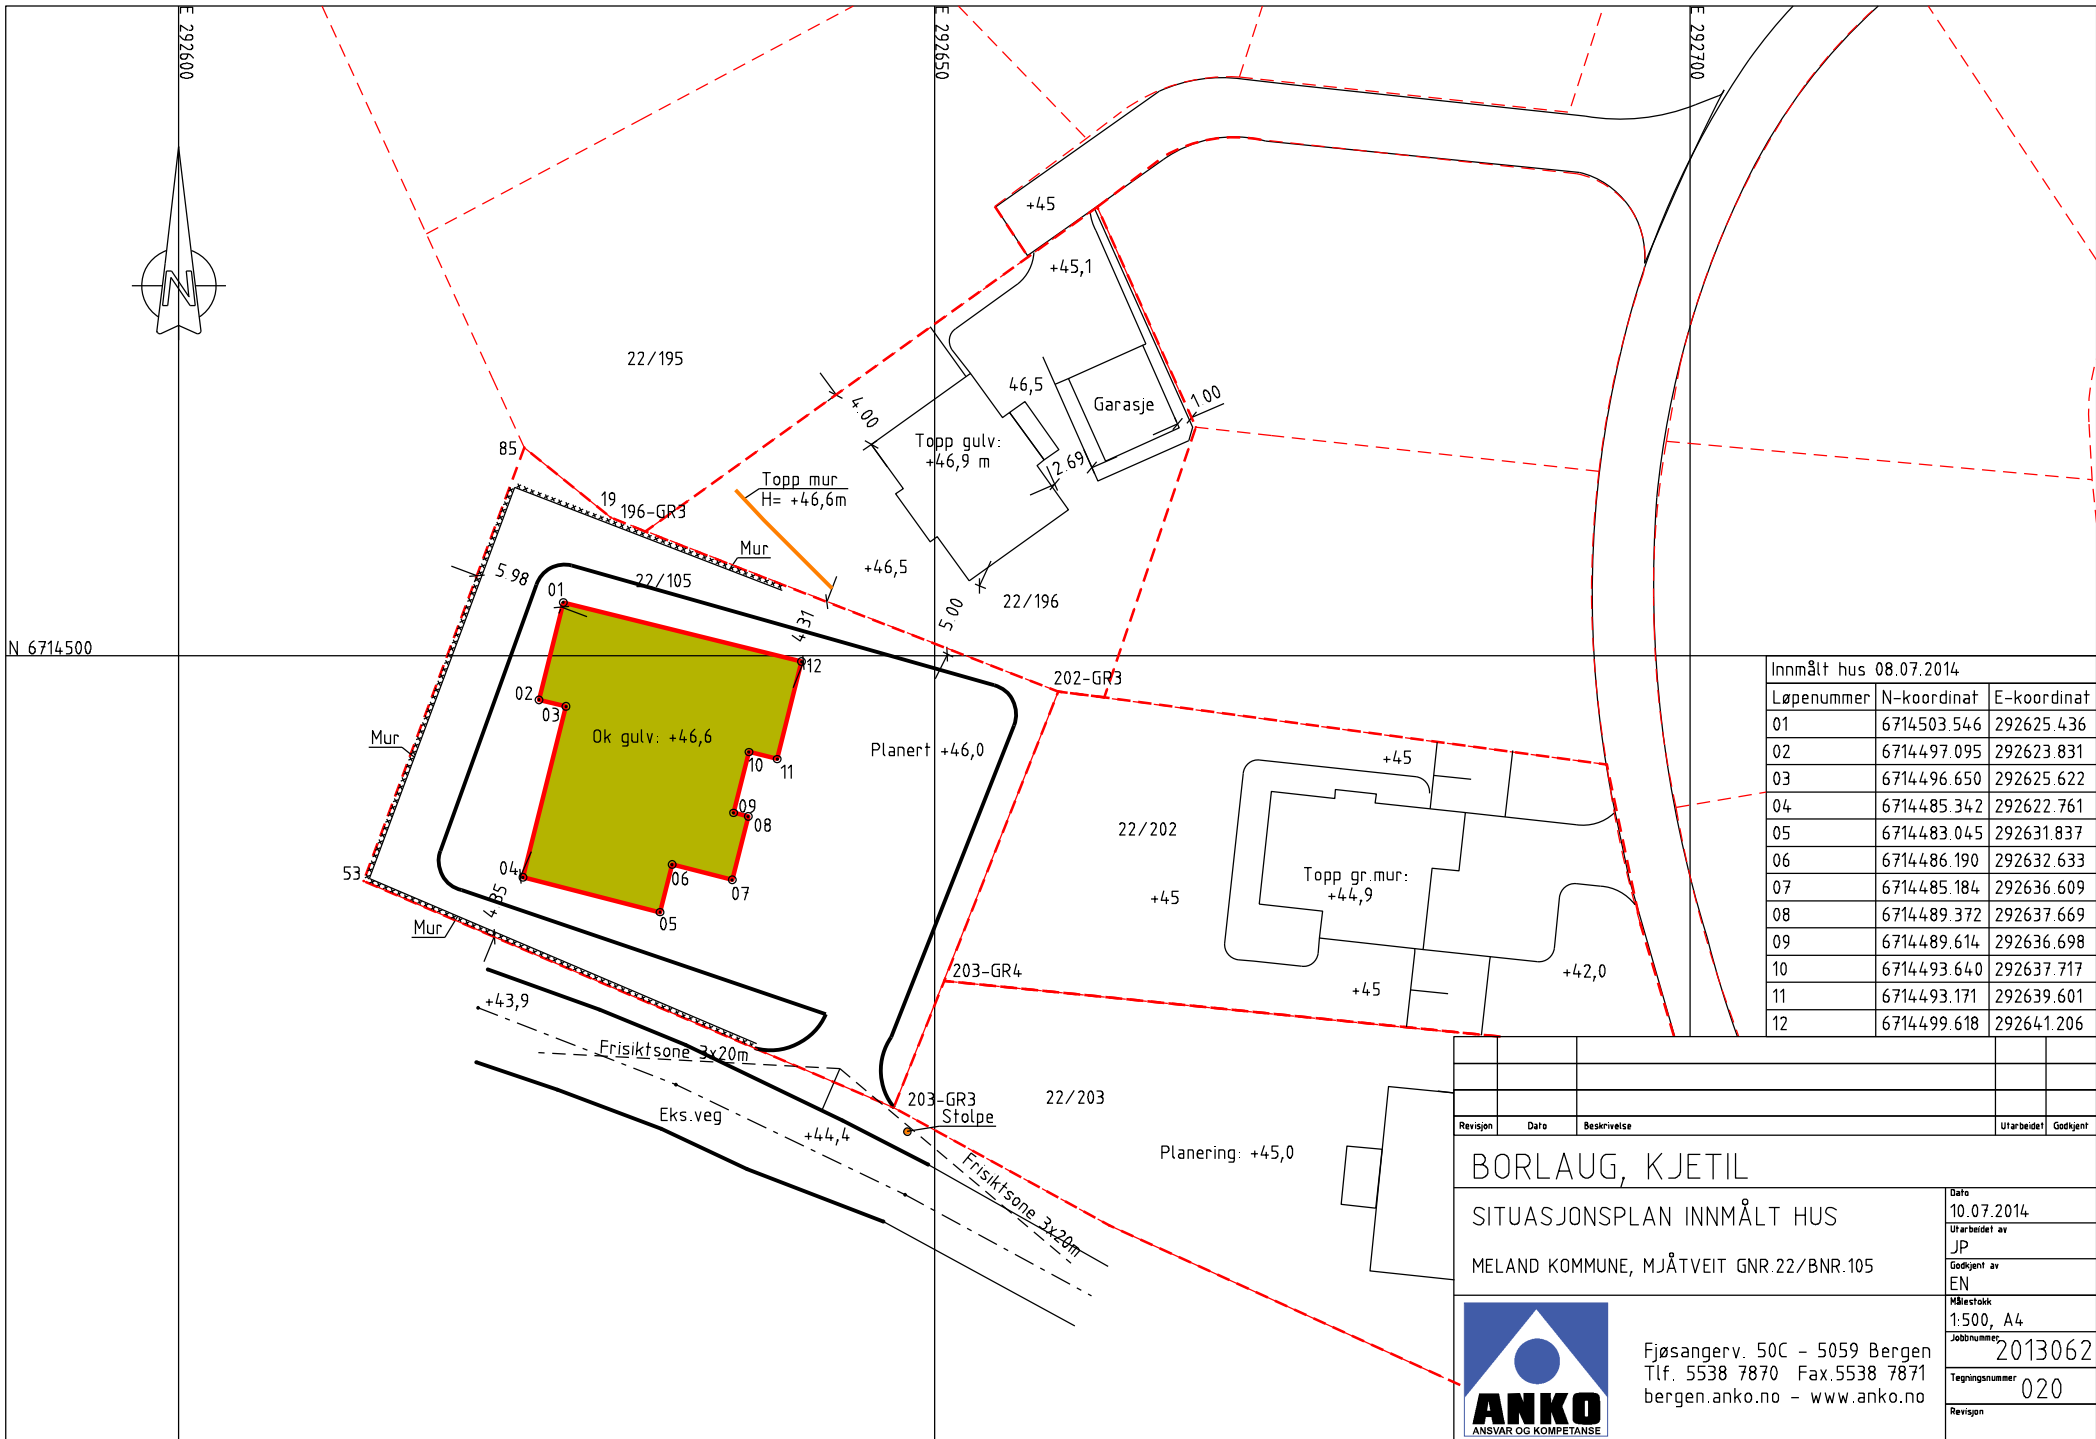 E 292600
E 292650
E 292700
N 6714500
N
+45
+45,1
22/195
46,5
Garasje
1.00
4.00
Topp gulv:
+46,9 m
2.69
85
Topp mur
H= +46,6m
19
196-GR3
Mur
+46,5
5.98
22/105
22/196
01
4.31
5.00
12
202-GR3
02
03
Mur
Ok gulv: +46,6
Planert +46,0
10
11
+45
09
08
22/202
53
04
06
07
Topp gr.mur:
+44,9
4.35
+45
05
Mur
203-GR4
+42,0
+45
+43,9
Frisiktsone 3x20m
203-GR3
22/203
Stolpe
Eks.veg
+44,4
Planering: +45,0
Frisiktsone 3x20m
Innmålt hus 08.07.2014
Løpenummer N-koordinat E-koordinat
01 6714503.546 292625.436
02 6714497.095 292623.831
03 6714496.650 292625.622
04 6714485.342 292622.761
05 6714483.045 292631.837
06 6714486.190 292632.633
07 6714485.184 292636.609
08 6714489.372 292637.669
09 6714489.614 292636.698
10 6714493.640 292637.717
11 6714493.171 292639.601
12 6714499.618 292641.206
Revisjon Dato Beskrivelse Utarbeidet Godkjent
BORLAUG, KJETIL
SITUASJONSPLAN INNMÅLT HUS
MELAND KOMMUNE, MJÅTVEIT GNR.22/BNR.105
Dato
10.07.2014
Utarbeidet av
JP
Godkjent av
EN
Målestokk
1:500, A4
Jobbnummer
2013062
Tegningsnummer
020
Revisjon
Fjøsangerv. 50C - 5059 Bergen
Tlf. 5538 7870 Fax.5538 7871
bergen.anko.no - www.anko.no
ANKO
ANSVAR OG KOMPETANSE